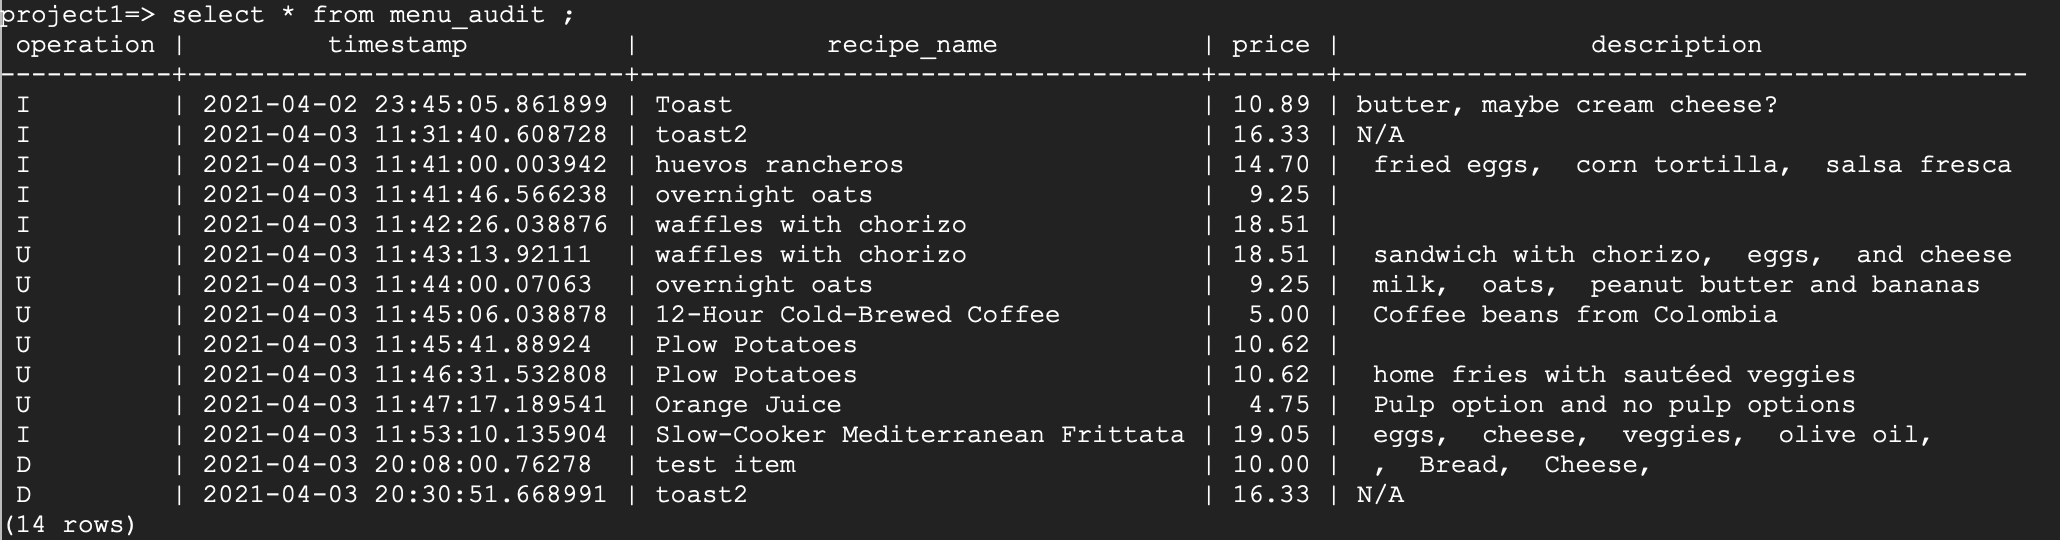 project1=> select * from menu_audit ;
 operation |         timestamp          |            recipe_name             | price |                description
-----------+----------------------------+------------------------------------+-------+--------------------------------------------
 I         | 2021-04-02 23:45:05.861899 | Toast                              | 10.89 | butter, maybe cream cheese?
 I         | 2021-04-03 11:31:40.608728 | toast2                             | 16.33 | N/A
 I         | 2021-04-03 11:41:00.003942 | huevos rancheros                   | 14.70 |  fried eggs,  corn tortilla,  salsa fresca
 I         | 2021-04-03 11:41:46.566238 | overnight oats                     |  9.25 |
 I         | 2021-04-03 11:42:26.038876 | waffles with chorizo               | 18.51 |
 U         | 2021-04-03 11:43:13.92111  | waffles with chorizo               | 18.51 |  sandwich with chorizo,  eggs,  and cheese
 U         | 2021-04-03 11:44:00.07063  | overnight oats                     |  9.25 |  milk,  oats,  peanut butter and bananas
 U         | 2021-04-03 11:45:06.038878 | 12-Hour Cold-Brewed Coffee         |  5.00 |  Coffee beans from Colombia
 U         | 2021-04-03 11:45:41.88924  | Plow Potatoes                      | 10.62 |
 U         | 2021-04-03 11:46:31.532808 | Plow Potatoes                      | 10.62 |  home fries with sautéed veggies
 U         | 2021-04-03 11:47:17.189541 | Orange Juice                       |  4.75 |  Pulp option and no pulp options
 I         | 2021-04-03 11:53:10.135904 | Slow-Cooker Mediterranean Frittata | 19.05 |  eggs,  cheese,  veggies,  olive oil,
 D         | 2021-04-03 20:08:00.76278  | test item                          | 10.00 |  ,  Bread,  Cheese,
 D         | 2021-04-03 20:30:51.668991 | toast2                             | 16.33 | N/A
(14 rows)